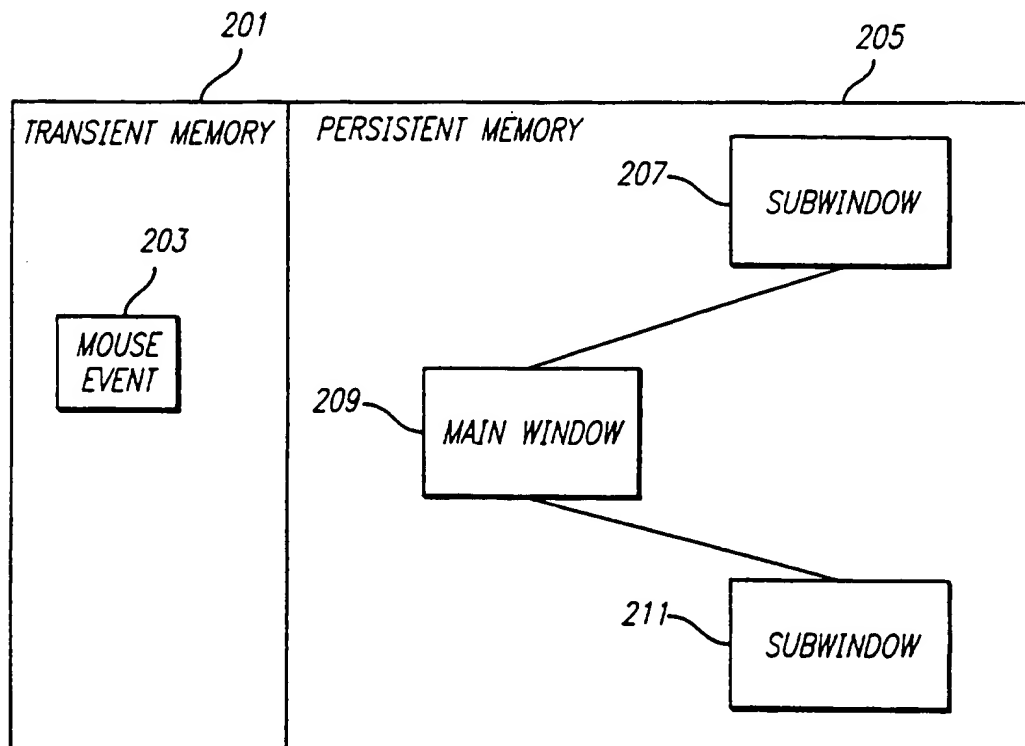 201
205
TRANSIENT MEMORY
PERSISTENT MEMORY
207
SUBWINDOW
203
MOUSE
EVENT
209
MAIN WINDOW
211
SUBWINDOW